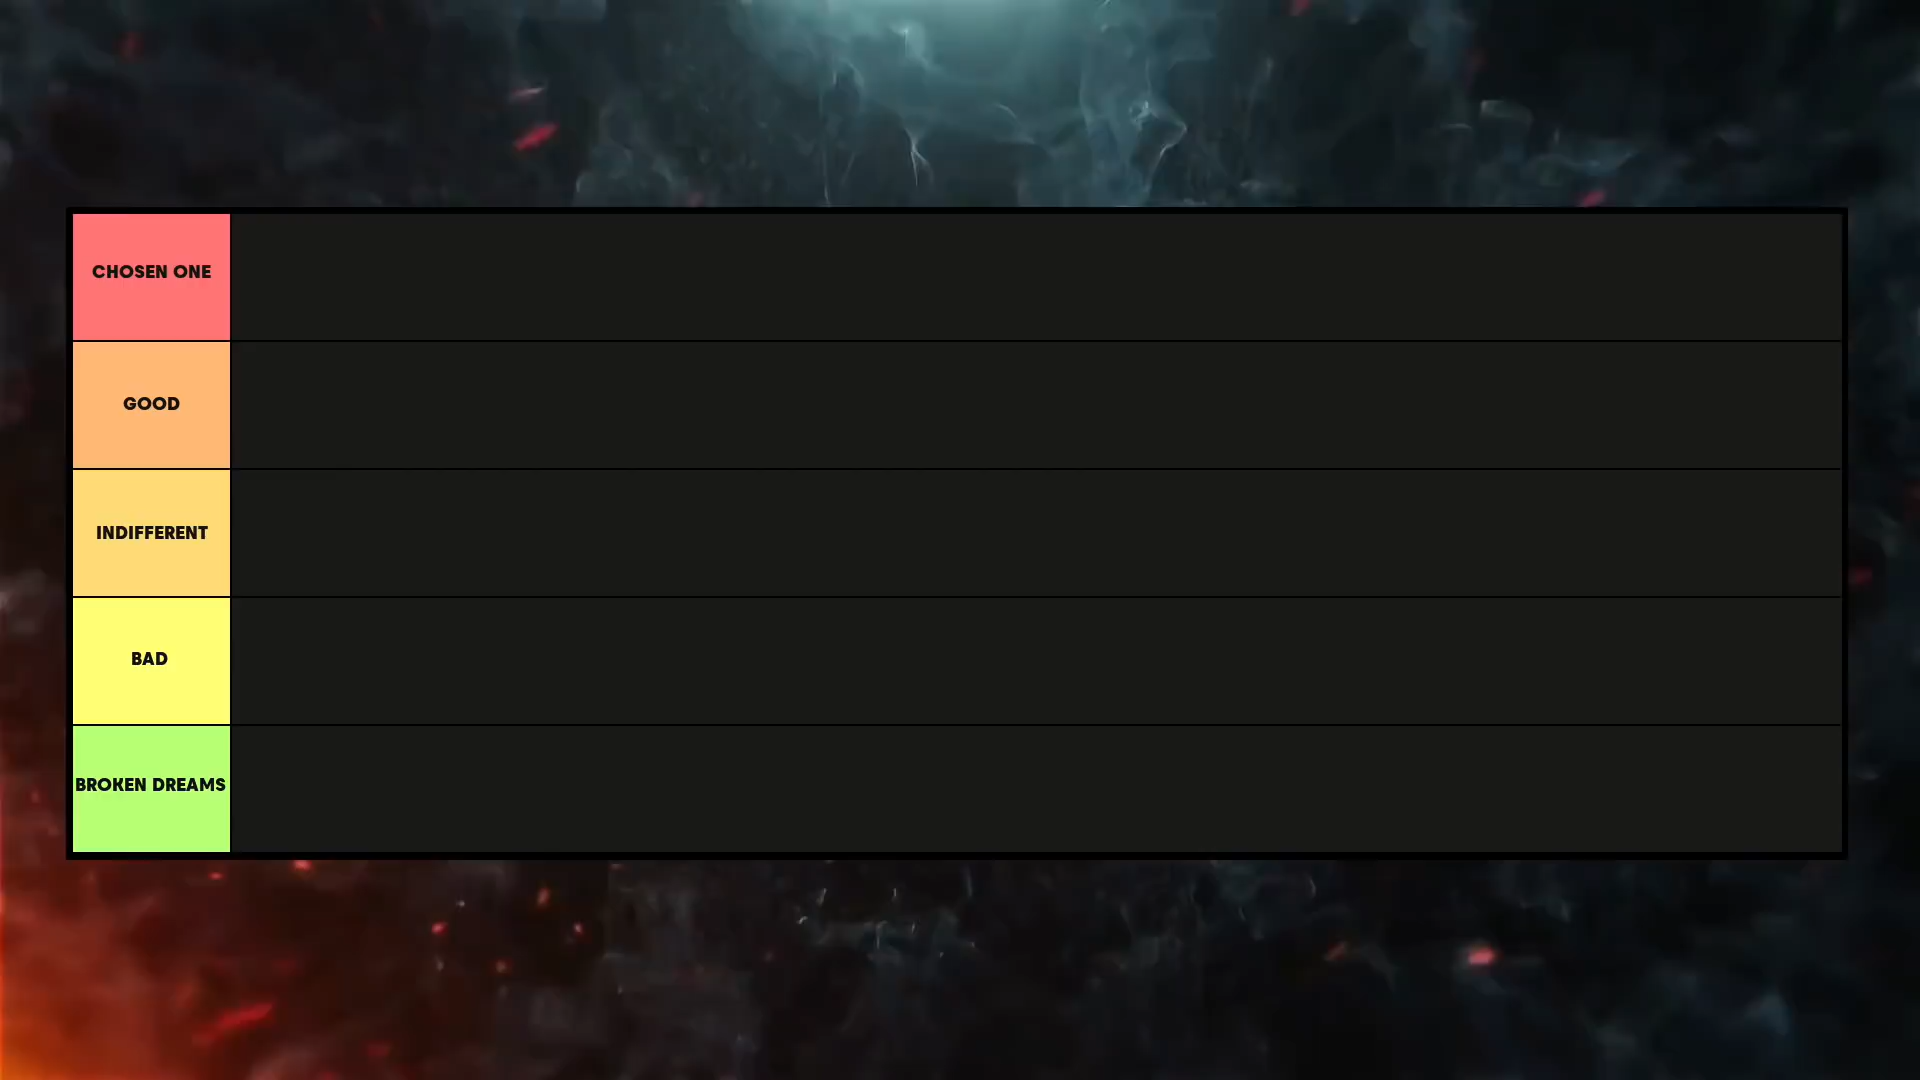 CHOSEN ONE
GOOD
INDIFFERENT
BAD
BROKEN DREAMS